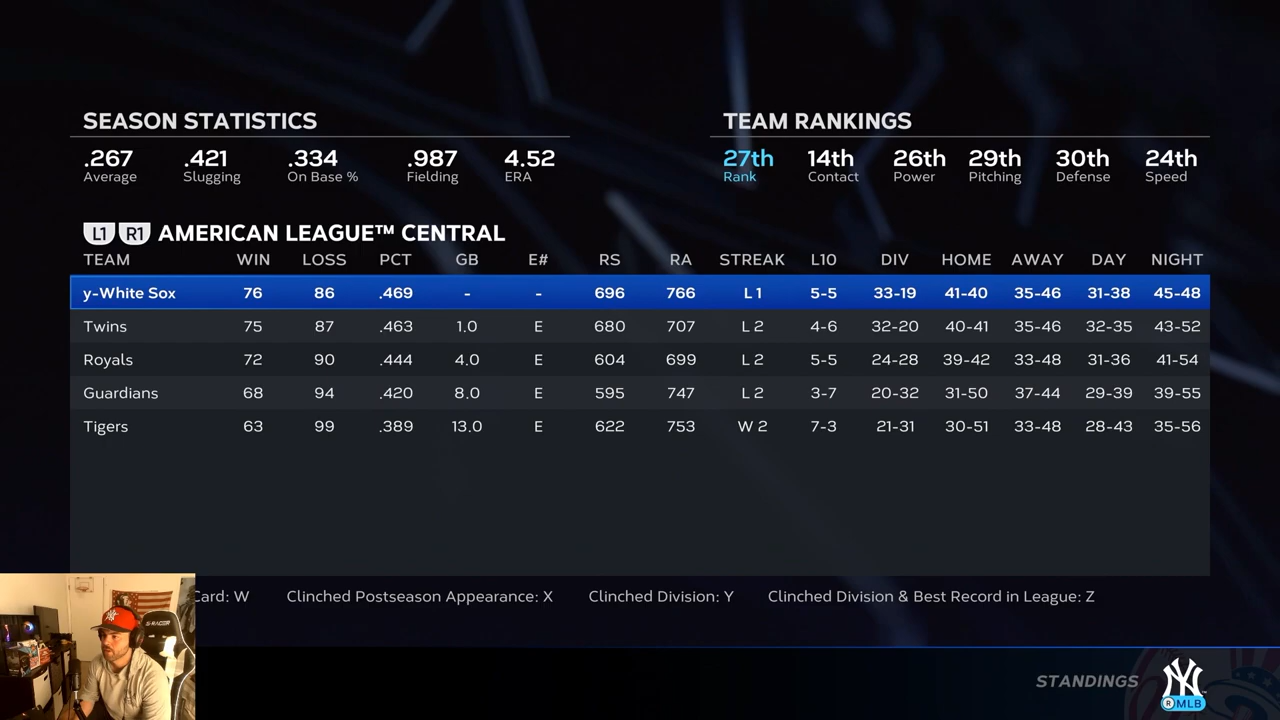 SEASON STATISTICS
.267 .421 .334 .987 4.52
Average Slugging On Base % Fielding ERA
TEAM RANKINGS
27th 14th 26th 29th 30th 24th
Rank Contact Power Pitching Defense Speed
L1 R1 AMERICAN LEAGUE™ CENTRAL
TEAM WIN LOSS PCT GB E# RS RA STREAK L10 DIV HOME AWAY DAY NIGHT
y-White Sox 76 86 .469 - - 696 766 L 1 5-5 33-19 41-40 35-46 31-38 45-48
Twins 75 87 .463 1.0 E 680 707 L 2 4-6 32-20 40-41 35-46 32-35 43-52
Royals 72 90 .444 4.0 E 604 699 L 2 5-5 24-28 39-42 33-48 31-36 41-54
Guardians 68 94 .420 8.0 E 595 747 L 2 3-7 20-32 31-50 37-44 29-39 39-55
Tigers 63 99 .389 13.0 E 622 753 W 2 7-3 21-31 30-51 33-48 28-43 35-56
Card: W Clinched Postseason Appearance: X Clinched Division: Y Clinched Division & Best Record in League: Z
STANDINGS
NY
R MLB